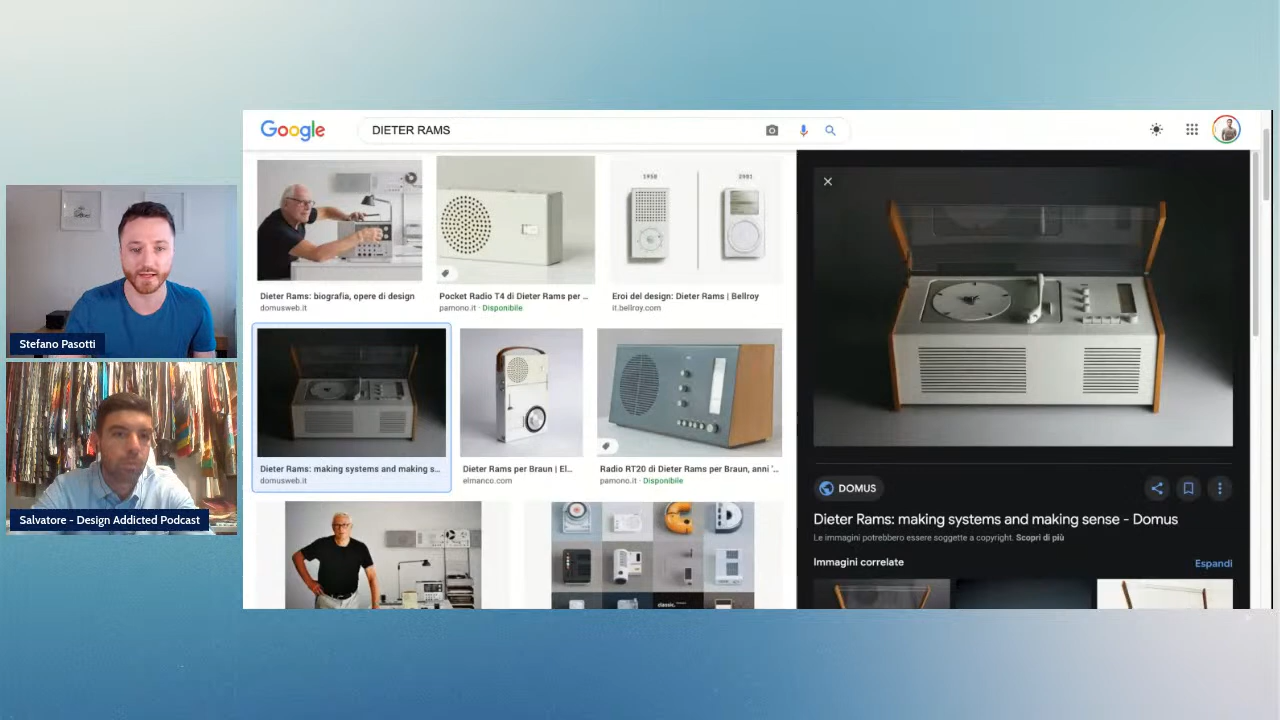 Google
DIETER RAMS
1958
2001
Dieter Rams: biografia, opere di design
domusweb.it
Pocket Radio T4 di Dieter Rams per ...
pamono.it · Disponibile
Eroi del design: Dieter Rams | Bellroy
it.bellroy.com
Dieter Rams: making systems and making s...
domusweb.it
Dieter Rams per Braun | El...
elmanco.com
Radio RT20 di Dieter Rams per Braun, anni '...
pamono.it · Disponibile
classic.
DOMUS
Dieter Rams: making systems and making sense - Domus
Le immagini potrebbero essere soggette a copyright. Scopri di più
Immagini correlate
Espandi
Stefano Pasotti
Salvatore - Design Addicted Podcast